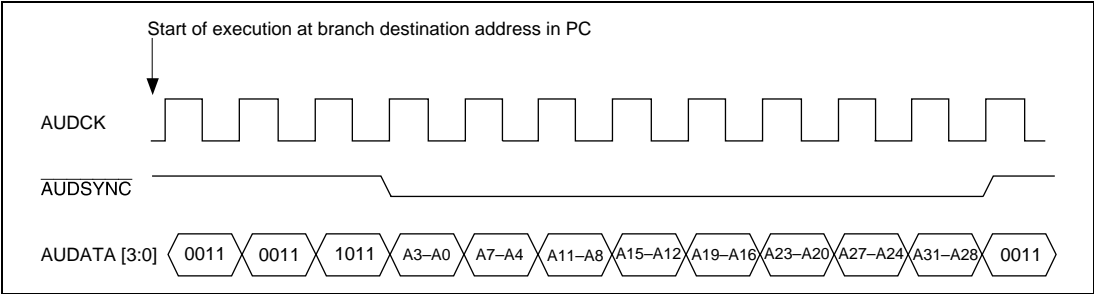 Start of execution at branch destination address in PC
AUDCK
AUDSYNC
AUDATA [3:0] 0011 0011 1011 A3–A0 A7–A4 A11–A8 A15–A12 A19–A16 A23–A20 A27–A24 A31–A28 0011